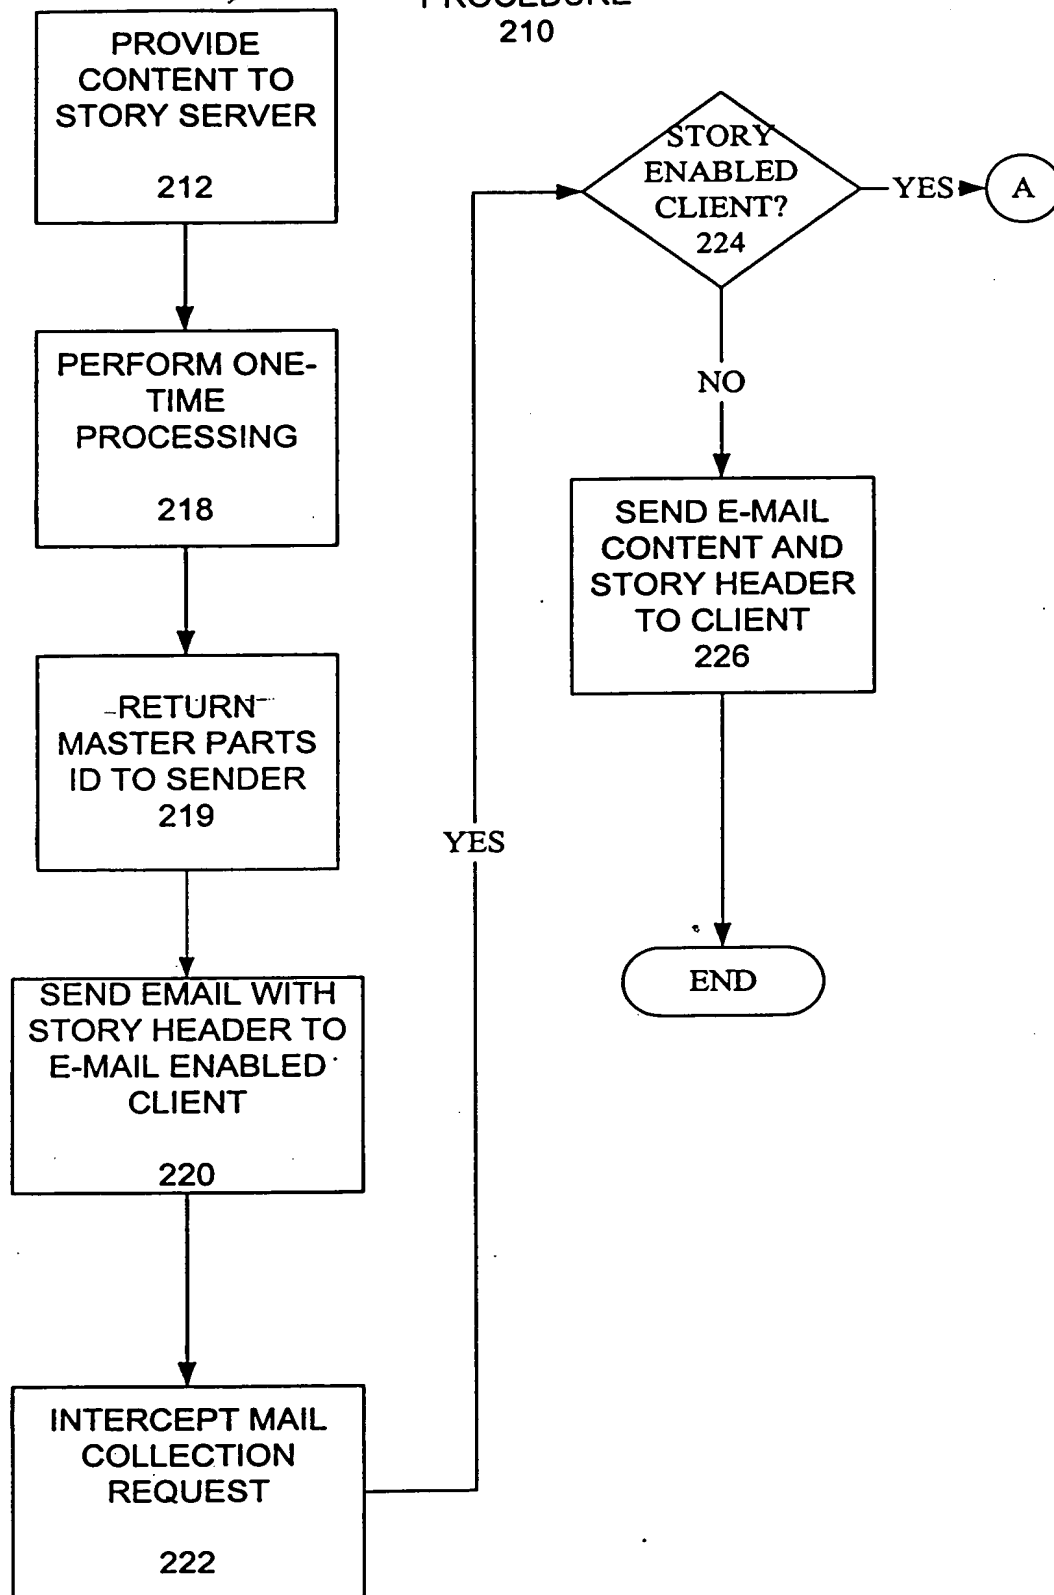 PROCEDURE
210
PROVIDE
CONTENT TO
STORY SERVER
212
PERFORM ONE-
TIME
PROCESSING
218
RETURN
MASTER PARTS
ID TO SENDER
219
SEND EMAIL WITH
STORY HEADER TO
E-MAIL ENABLED
CLIENT
220
INTERCEPT MAIL
COLLECTION
REQUEST
222
YES
STORY
ENABLED
CLIENT?
224
YES
A
NO
SEND E-MAIL
CONTENT AND
STORY HEADER
TO CLIENT
226
END